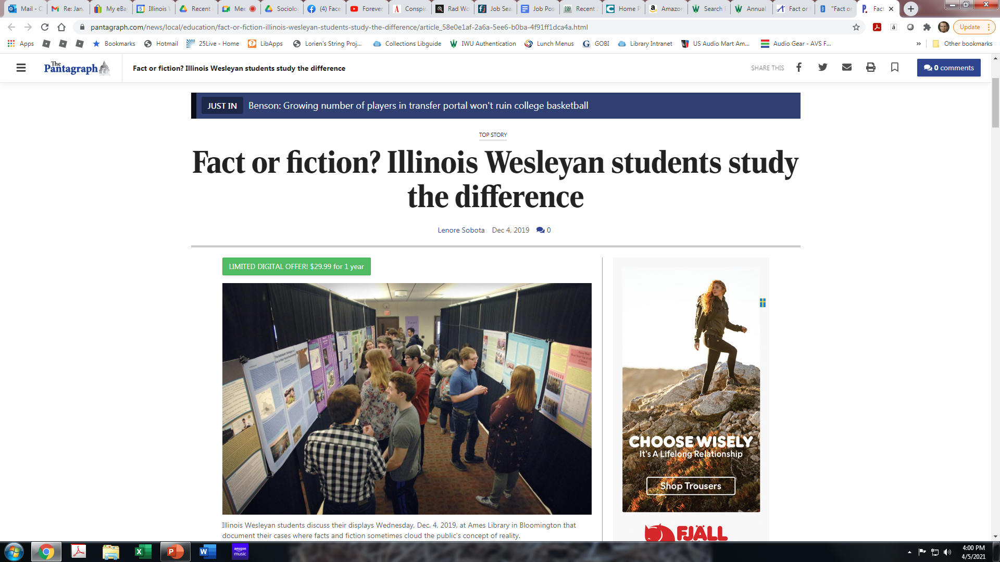 Mail - C
Re: Jan.
My eBa
Illinois
Recent
Mee
Sociolo
(4) Face
Forever
Conspir
Rad Wo
Job Sea
Job Pos
Recent
Home P
Amazon
Search
Annual
Fact or
"Fact or
Fact
pantagraph.com/news/local/education/fact-or-fiction-illinois-wesleyan-students-study-the-difference/article_58e0e1af-2a6a-5ee6-b0ba-4f91ff1dca4a.html
Update
Apps
Bookmarks
Hotmail
25Live - Home
LibApps
Lorien's String Proj...
Collections Libguide
IWU Authentication
Lunch Menus
GOBI
Library Intranet
US Audio Mart Am...
Audio Gear - AVS F...
»
Other bookmarks
The
Pantagraph
Fact or fiction? Illinois Wesleyan students study the difference
SHARE THIS
0 comments
JUST IN
Benson: Growing number of players in transfer portal won't ruin college basketball
TOP STORY
Fact or fiction? Illinois Wesleyan students study
the difference
Lenore Sobota Dec 4, 2019 0
LIMITED DIGITAL OFFER! $29.99 for 1 year
CHOOSE WISELY
It's A Lifelong Relationship
Shop Trousers
FJÄLL
Illinois Wesleyan students discuss their displays Wednesday, Dec. 4, 2019, at Ames Library in Bloomington that
document their cases where facts and fiction sometimes cloud the public's concept of reality.
amazon
music
4:00 PM
4/5/2021